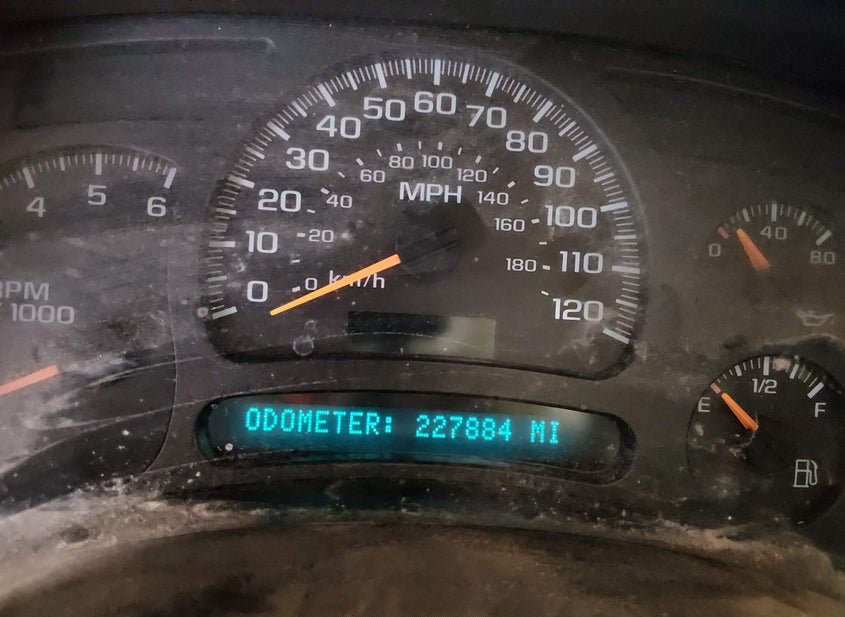 50 60 70
40 80
30 90
80 100 120
60 140
MPH
20 40 160 100
10 20 180 110
0 0 km/h 120
4 5 6
RPM
X 1000
0 40 80
ODOMETER: 227884 MI
E 1/2 F